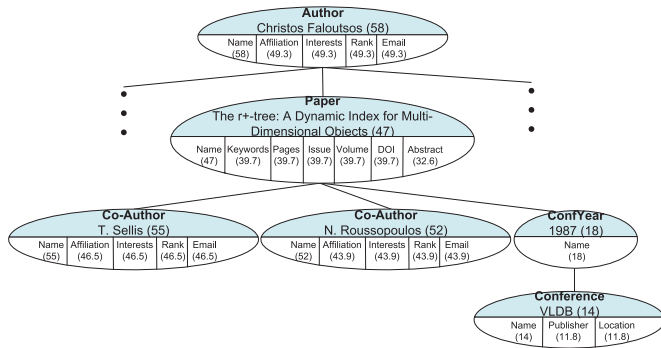 Author
Christos Faloutsos (58)
Name Affiliation Interests Rank Email
(58) (49.3) (49.3) (49.3) (49.3)
Paper
The r+-tree: A Dynamic Index for Multi-
Dimensional Objects (47)
Name Keywords Pages Issue Volume DOI Abstract
(47) (39.7) (39.7) (39.7) (39.7) (39.7) (32.6)
Co-Author
T. Sellis (55)
Name Affiliation Interests Rank Email
(55) (46.5) (46.5) (46.5) (46.5)
Co-Author
N. Roussopoulos (52)
Name Affiliation Interests Rank Email
(52) (43.9) (43.9) (43.9) (43.9)
ConfYear
1987 (18)
Name
(18)
Conference
VLDB (14)
Name Publisher Location
(14) (11.8) (11.8)